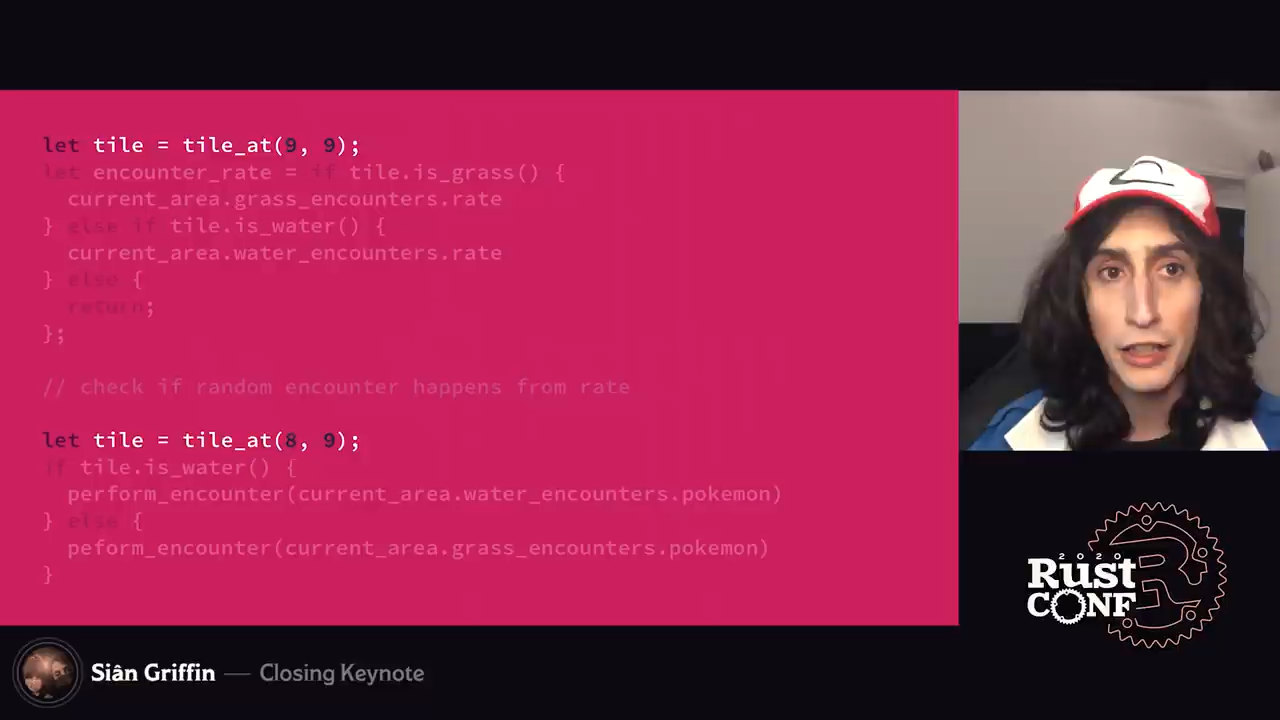 let tile = tile_at(9, 9);
let encounter_rate = if tile.is_grass() {
  current_area.grass_encounters.rate
} else if tile.is_water() {
  current_area.water_encounters.rate
} else {
  return;
};
// check if random encounter happens from rate
let tile = tile_at(8, 9);
if tile.is_water() {
  perform_encounter(current_area.water_encounters.pokemon)
} else {
  peform_encounter(current_area.grass_encounters.pokemon)
}
2020
Rust
CONF
R
Siân Griffin — Closing Keynote